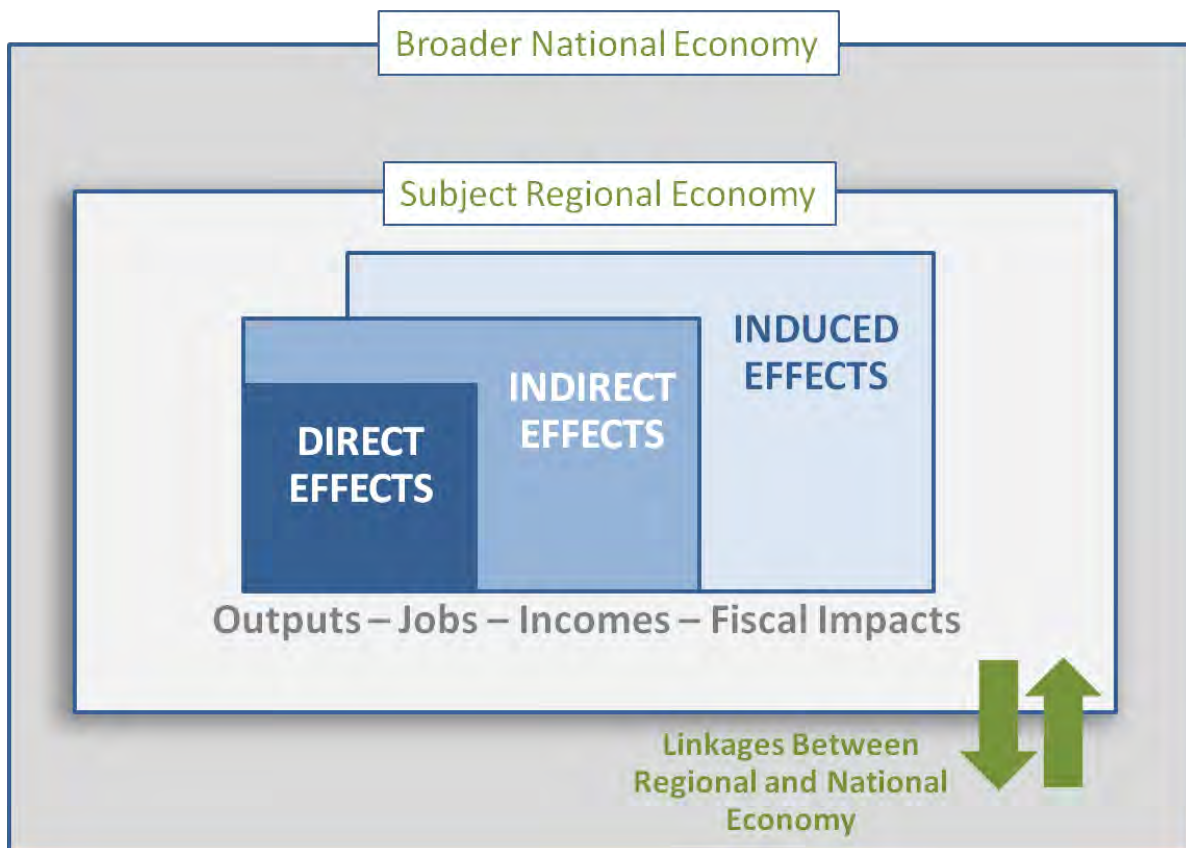 Broader National Economy
Subject Regional Economy
INDUCED
EFFECTS
INDIRECT
EFFECTS
DIRECT
EFFECTS
Outputs – Jobs – Incomes – Fiscal Impacts
Linkages Between
Regional and National
Economy